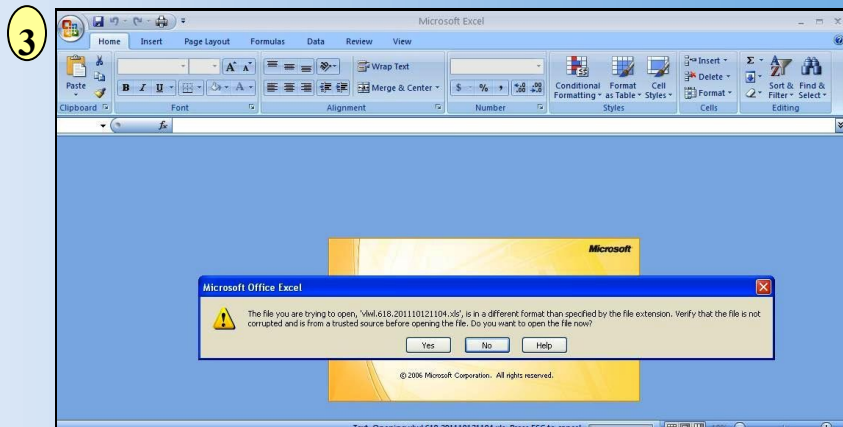 3
Microsoft Excel
Home Insert Page Layout Formulas Data Review View
Paste
B I U
A A
A
Wrap Text
Merge & Center
$ % ,
Conditional Formatting
Format as Table
Cell Styles
Insert
Delete
Format
Σ
Sort & Filter
Find & Select
Clipboard Font Alignment Number Styles Cells Editing
fx
Microsoft
Microsoft Office Excel
The file you are trying to open, 'vlwl.618.201110121104.xls', is in a different format than specified by the file extension. Verify that the file is not
corrupted and is from a trusted source before opening the file. Do you want to open the file now?
Yes No Help
© 2006 Microsoft Corporation. All rights reserved.